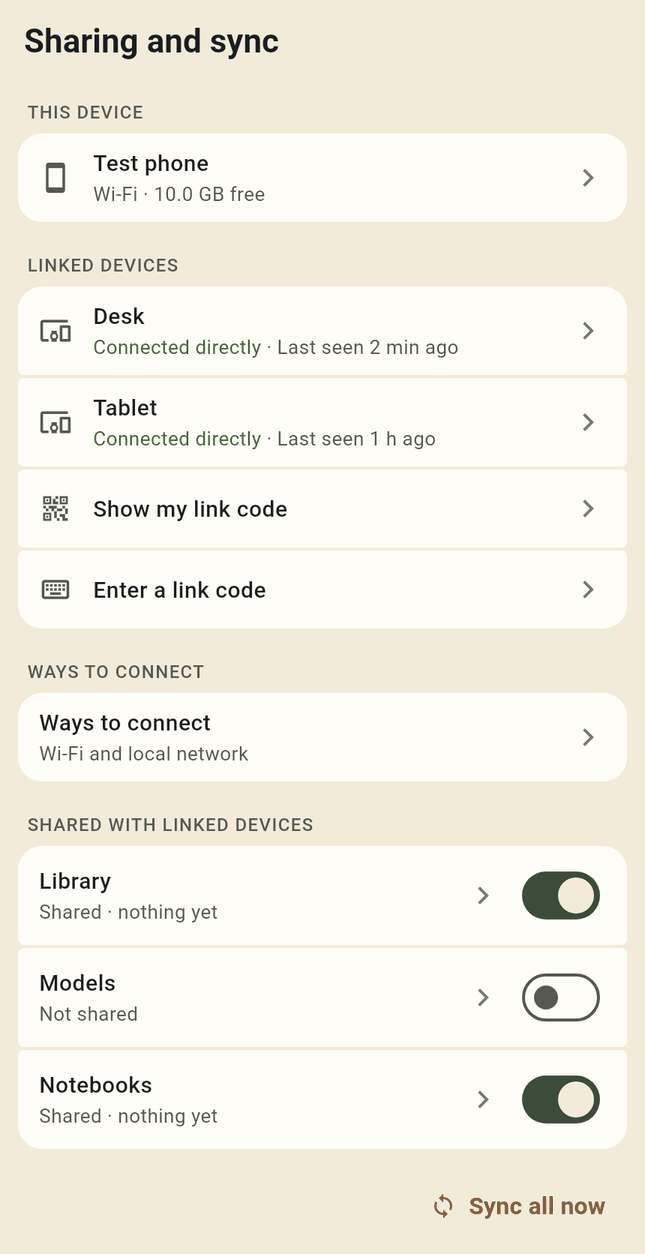 Sharing and sync
THIS DEVICE
Test phone
Wi-Fi · 10.0 GB free
LINKED DEVICES
Desk
Connected directly · Last seen 2 min ago
Tablet
Connected directly · Last seen 1 h ago
Show my link code
Enter a link code
WAYS TO CONNECT
Ways to connect
Wi-Fi and local network
SHARED WITH LINKED DEVICES
Library
Shared · nothing yet
Models
Not shared
Notebooks
Shared · nothing yet
Sync all now